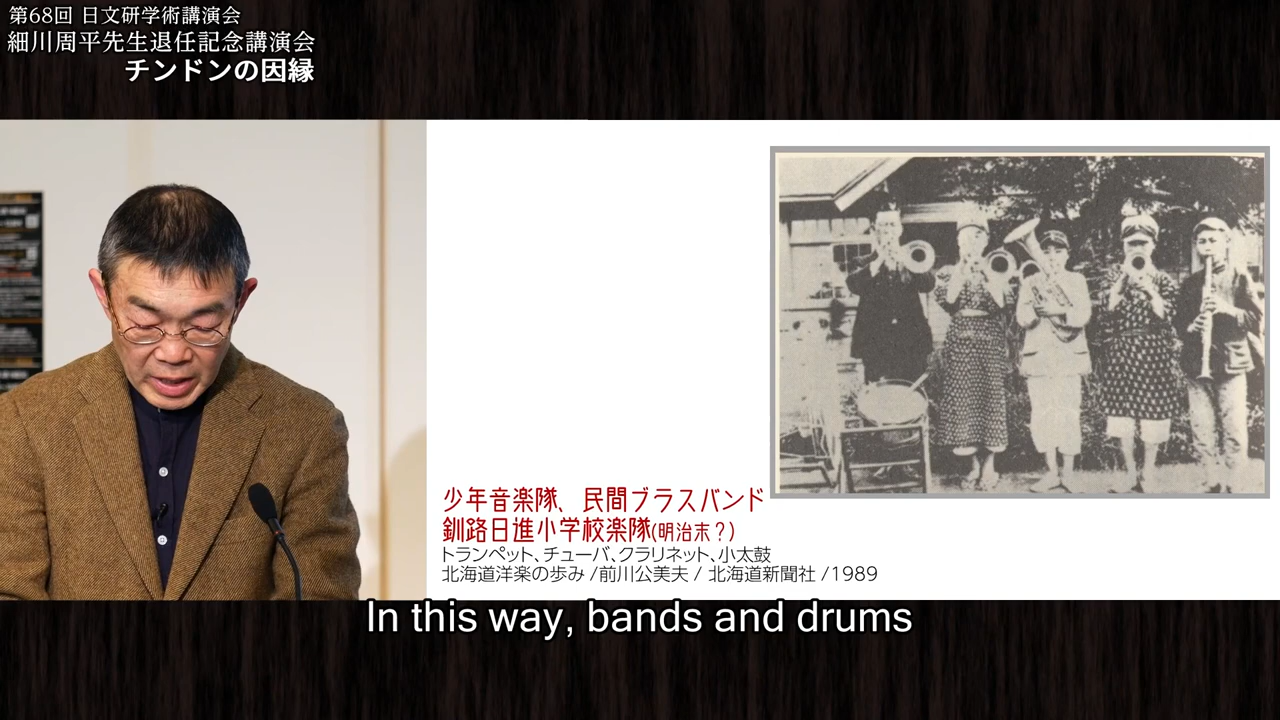 第68回 日文研学術講演会
細川周平先生退任記念講演会
チンドンの因縁
少年音楽隊、民間ブラスバンド
釧路日進小学校楽隊(明治末?)
トランペット、チューバ、クラリネット、小太鼓
北海道洋楽の歩み /前川公美夫 / 北海道新聞社 /1989
In this way, bands and drums